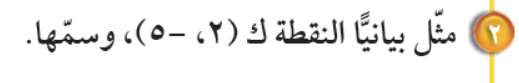 ٢ مثّل بيانيًّا النقطة ك (٢، -٥)، وسمّها.